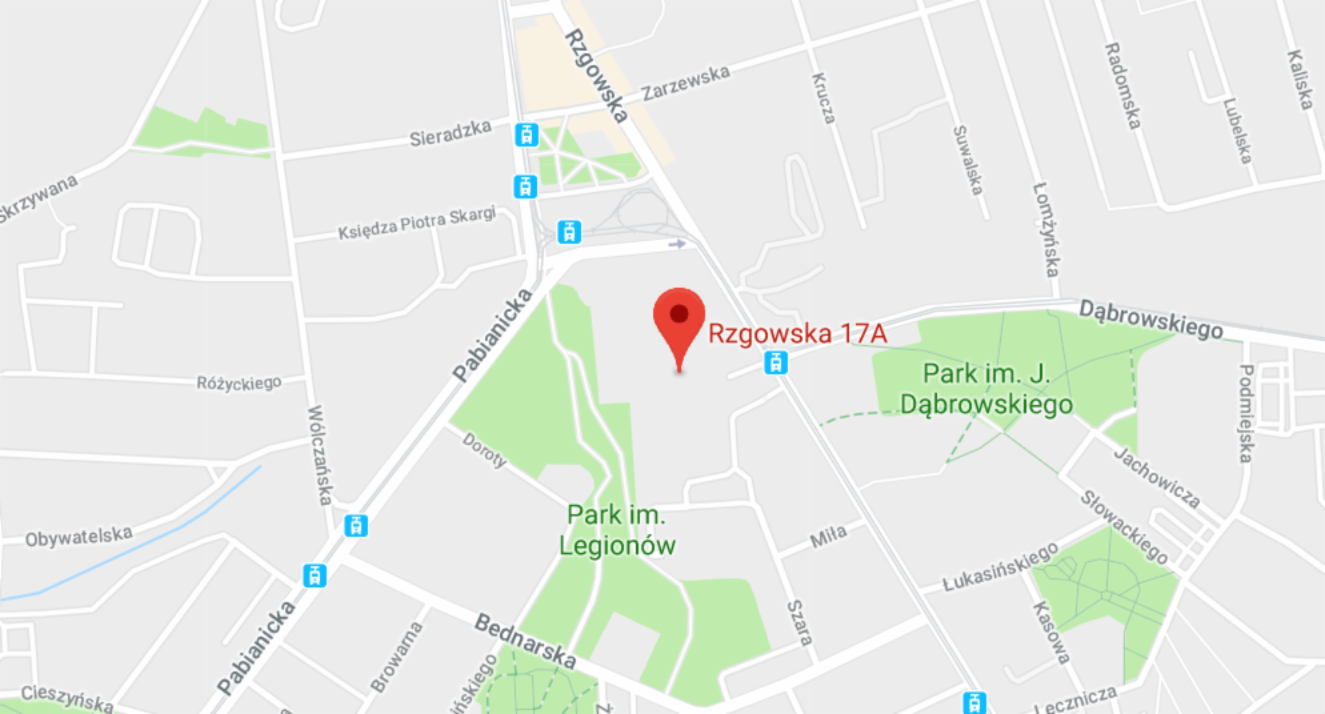 Rzgowska
Zarzewska
Krucza
Radomska
Kaliska
Lubelska
Sieradzka
Suwalska
Skrzywana
Księdza Piotra Skargi
Łomżyńska
Pabianicka
Rzgowska 17A
Dąbrowskiego
Różyckiego
Park im. J.
Dąbrowskiego
Podmiejska
Wólczańska
Doroty
Jachowicza
Słowackiego
Park im.
Legionów
Obywatelska
Miła
Łukasińskiego
Pabianicka
Browarna
Bednarska
Szara
Kasowa
ińskiego
Cieszyńska
Lecznicza